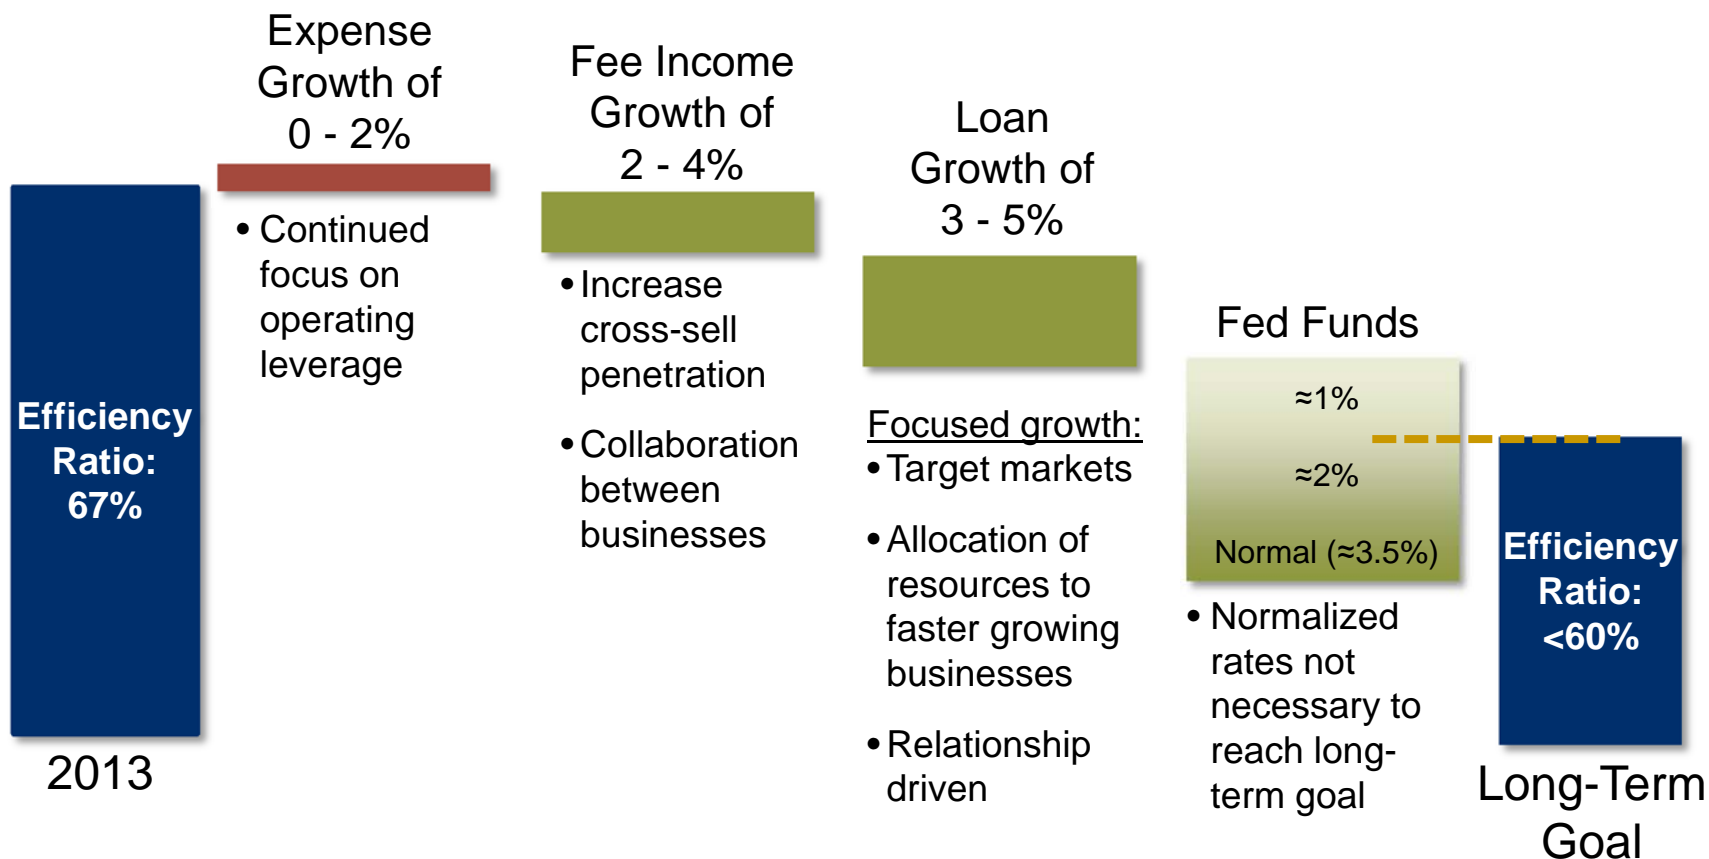 Expense
Growth of
0 - 2%
• Continued
focus on
operating
leverage
Fee Income
Growth of
2 - 4%
• Increase
cross-sell
penetration
• Collaboration
between
businesses
Loan
Growth of
3 - 5%
Focused growth:
• Target markets
• Allocation of
resources to
faster growing
businesses
• Relationship
driven
Fed Funds
≈1%
≈2%
Normal (≈3.5%)
• Normalized
rates not
necessary to
reach long-
term goal
Efficiency
Ratio:
67%
2013
Efficiency
Ratio:
<60%
Long-Term
Goal